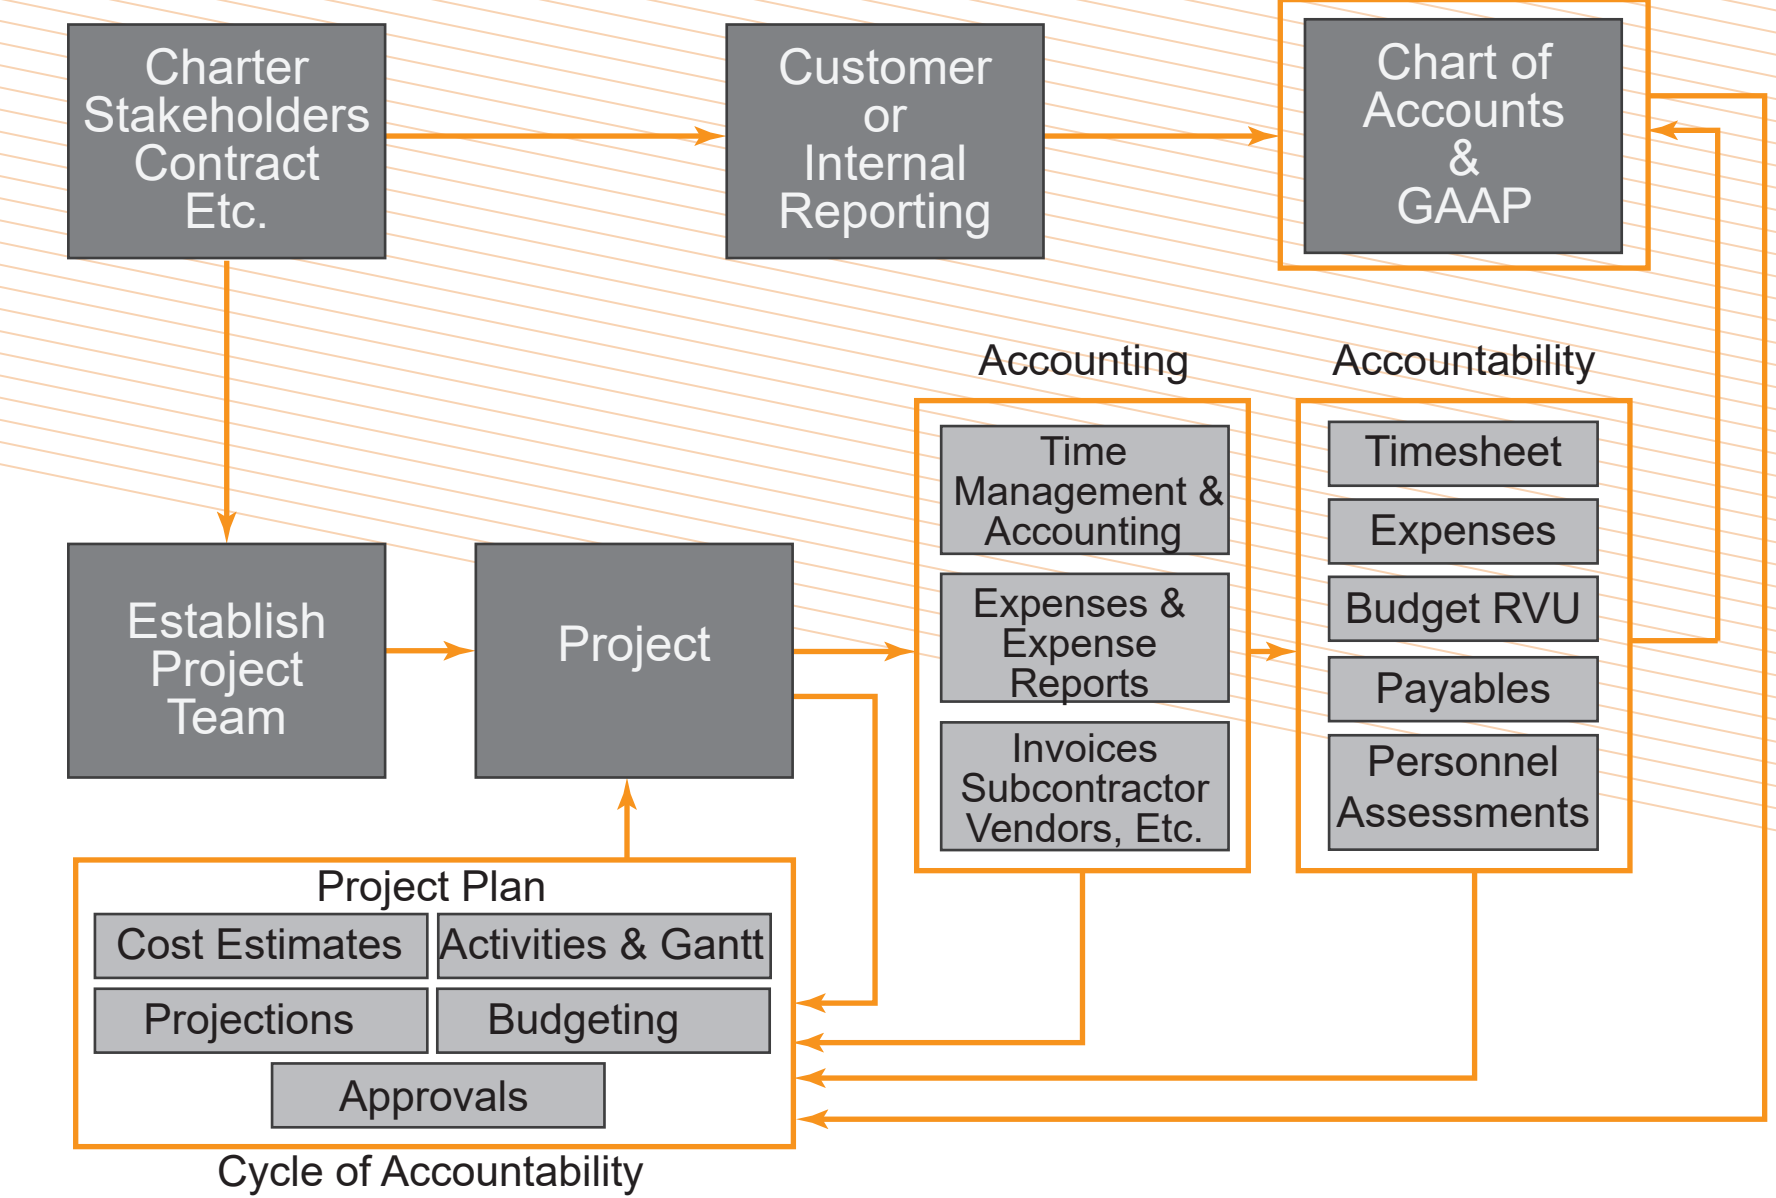 Charter
Stakeholders
Contract
Etc.
Customer
or
Internal
Reporting
Chart of
Accounts
&
GAAP
Establish
Project
Team
Project
Accounting
Time
Management &
Accounting
Expenses &
Expense
Reports
Invoices
Subcontractor
Vendors, Etc.
Accountability
Timesheet
Expenses
Budget RVU
Payables
Personnel
Assessments
Project Plan
Cost Estimates
Activities & Gantt
Projections
Budgeting
Approvals
Cycle of Accountability